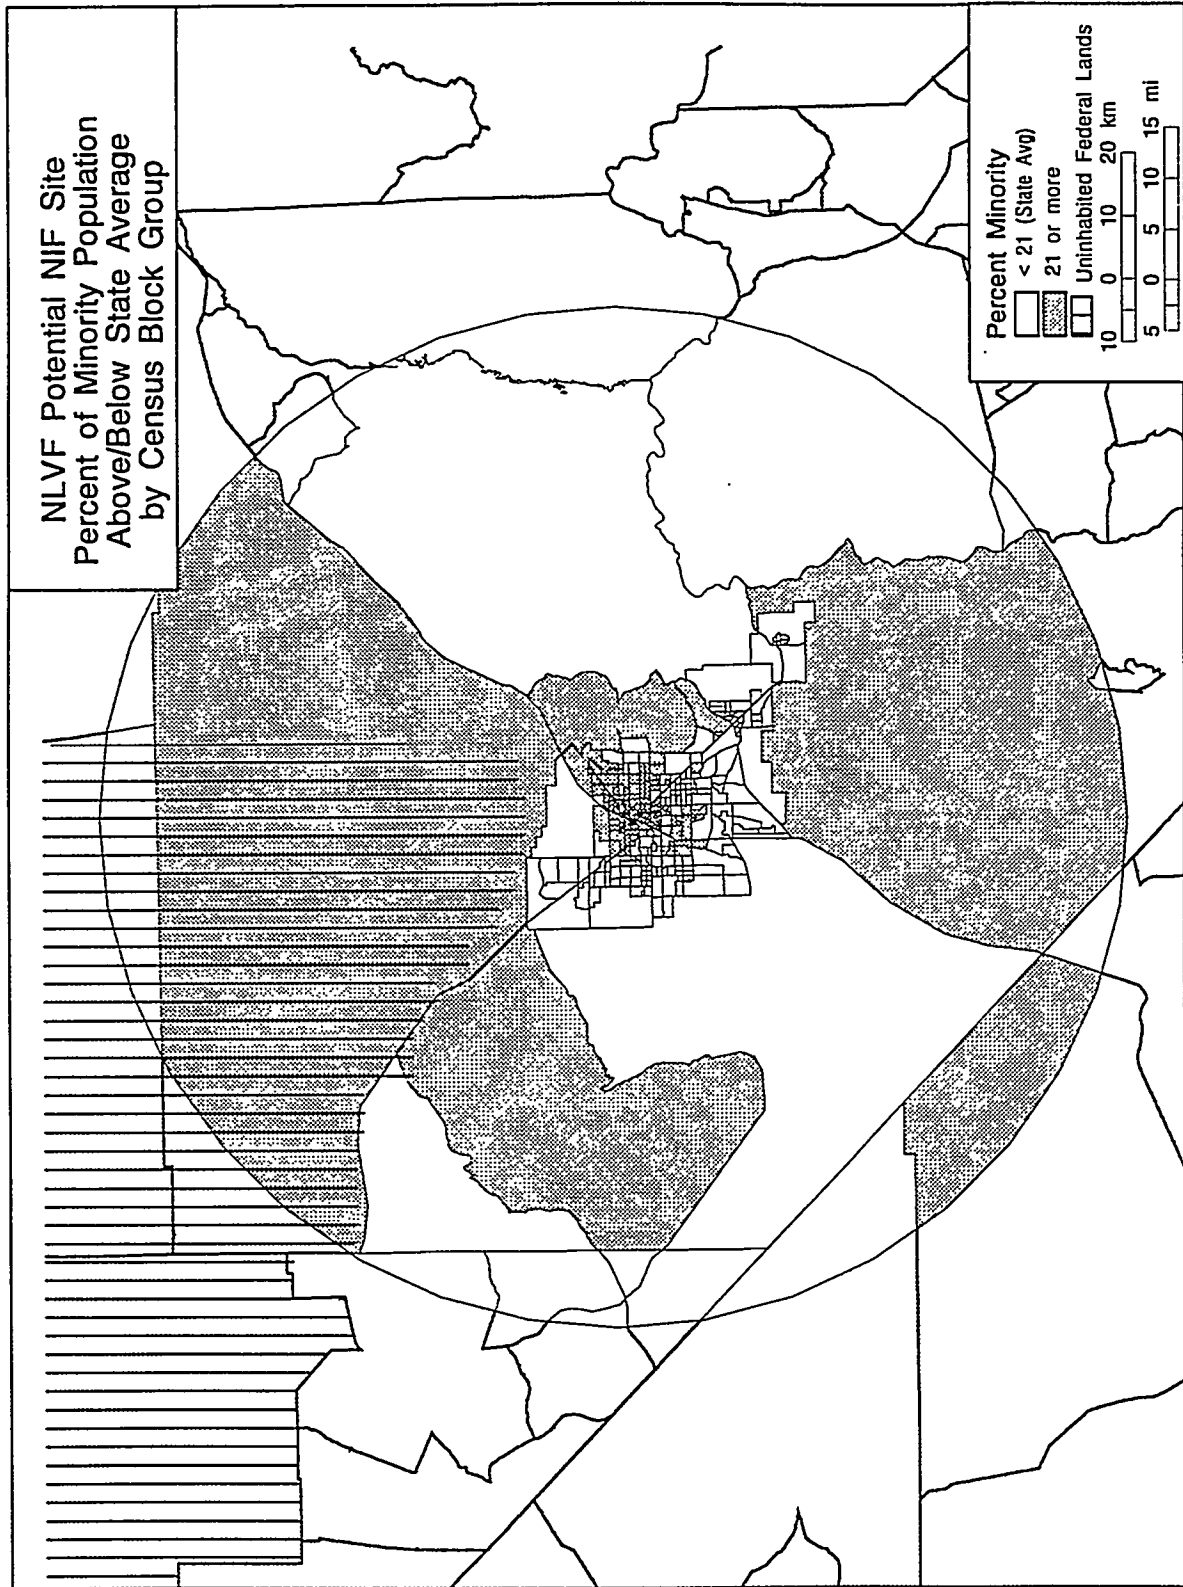 NLVF Potential NIF Site
Percent of Minority Population
Above/Below State Average
by Census Block Group
Percent Minority
< 21 (State Avg)
21 or more
Uninhabited Federal Lands
10 0 10 20 km
5 0 5 10 15 mi